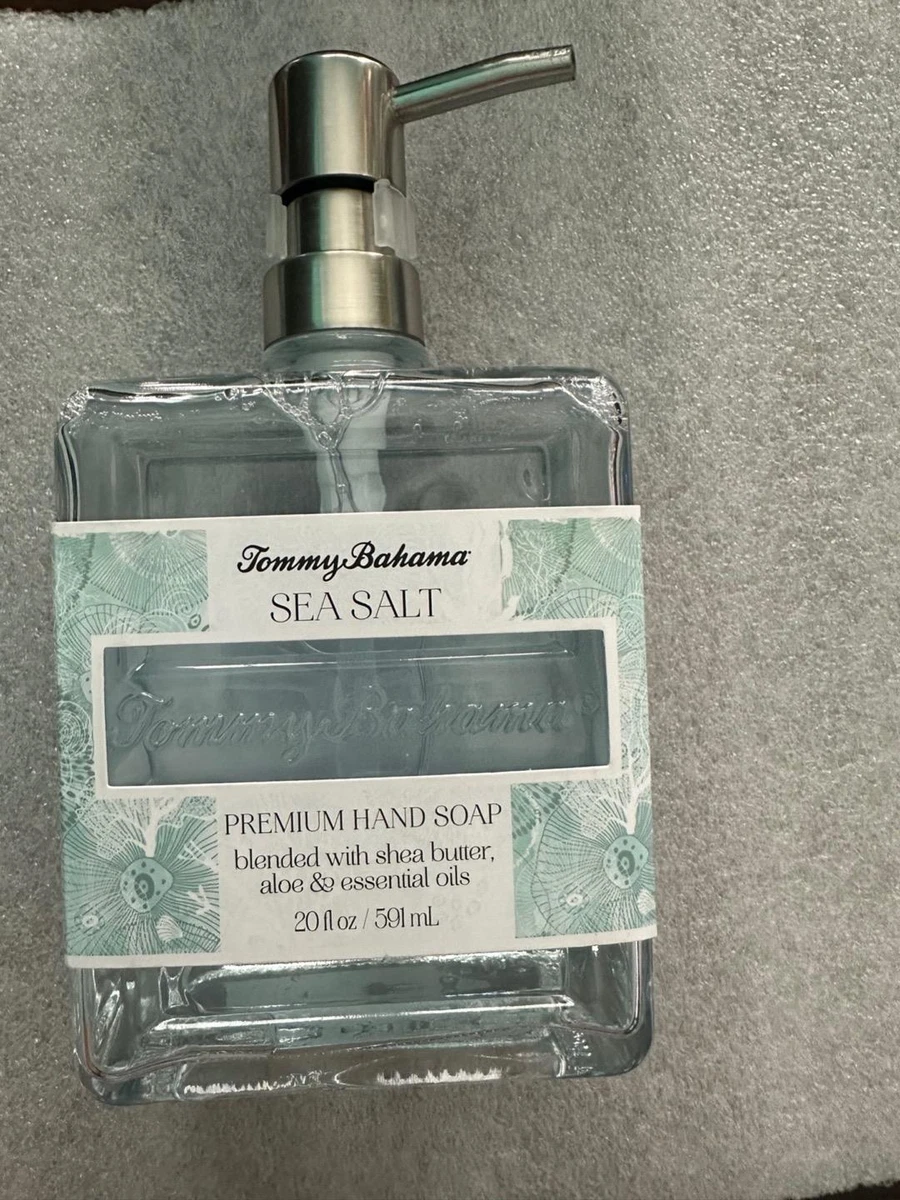 Tommy Bahama
SEA SALT
Tommy Bahama®
PREMIUM HAND SOAP
blended with shea butter,
aloe & essential oils
20 fl oz / 591 mL